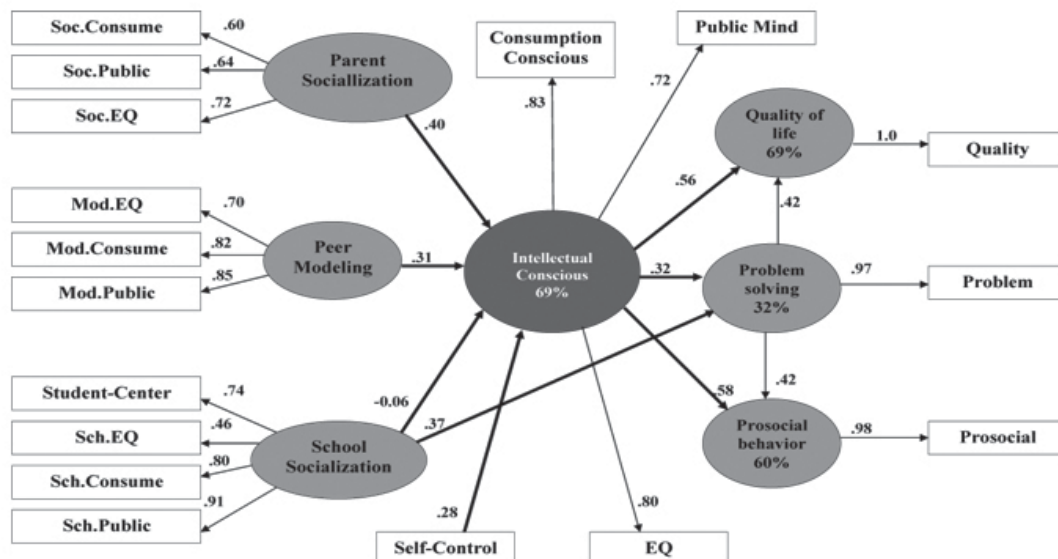 Soc.Consume
.60
Soc.Public
.64
Soc.EQ
.72
Parent
Sociallization
.40
Consumption
Conscious
.83
Public Mind
.72
Quality of
life
69%
1.0
Quality
.56
.42
Mod.EQ
.70
Mod.Consume
.82
Mod.Public
.85
Peer
Modeling
.31
Intellectual
Conscious
69%
.32
Problem
solving
32%
.97
Problem
.42
.58
Student-Center
.74
Sch.EQ
.46
Sch.Consume
.80
Sch.Public
.91
School
Socialization
-0.06
.37
Prosocial
behavior
60%
.98
Prosocial
.28
Self-Control
.80
EQ